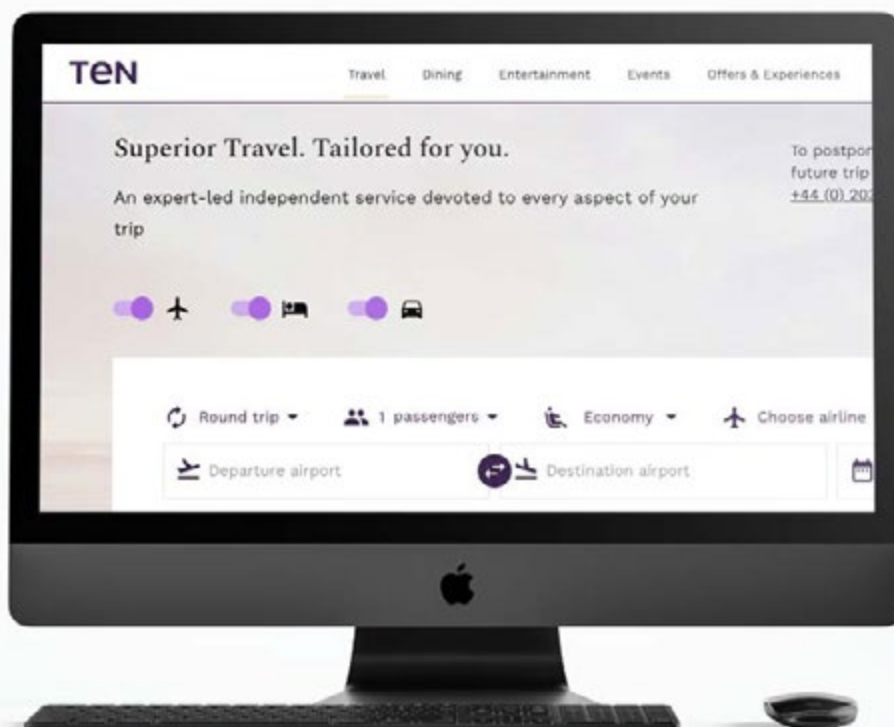 TeN
Travel Dining Entertainment Events Offers & Experiences
Superior Travel. Tailored for you.
An expert-led independent service devoted to every aspect of your
trip
To postpon
future trip
+44 (0) 202
Round trip 1 passengers Economy Choose airline
Departure airport Destination airport